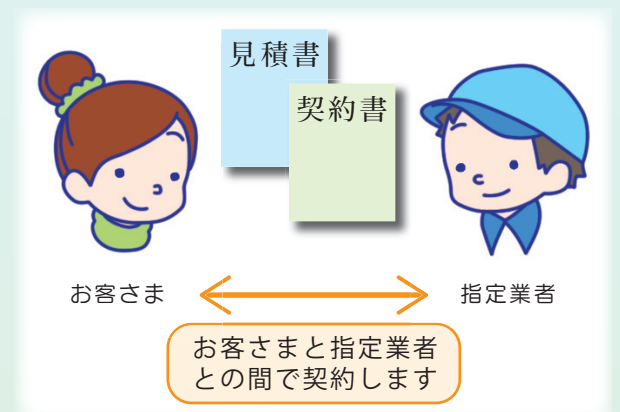 見積書
契約書
お客さま
指定業者
お客さまと指定業者
との間で契約します